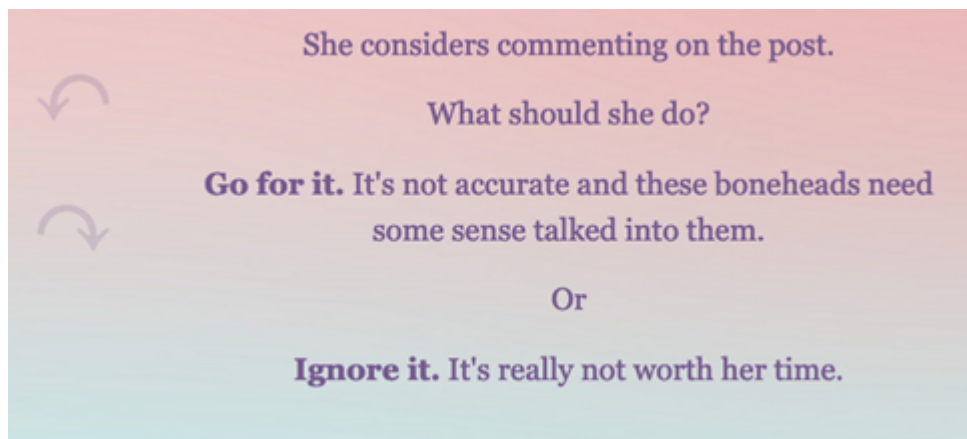 She considers commenting on the post.
What should she do?
Go for it. It's not accurate and these boneheads need
some sense talked into them.
Or
Ignore it. It's really not worth her time.